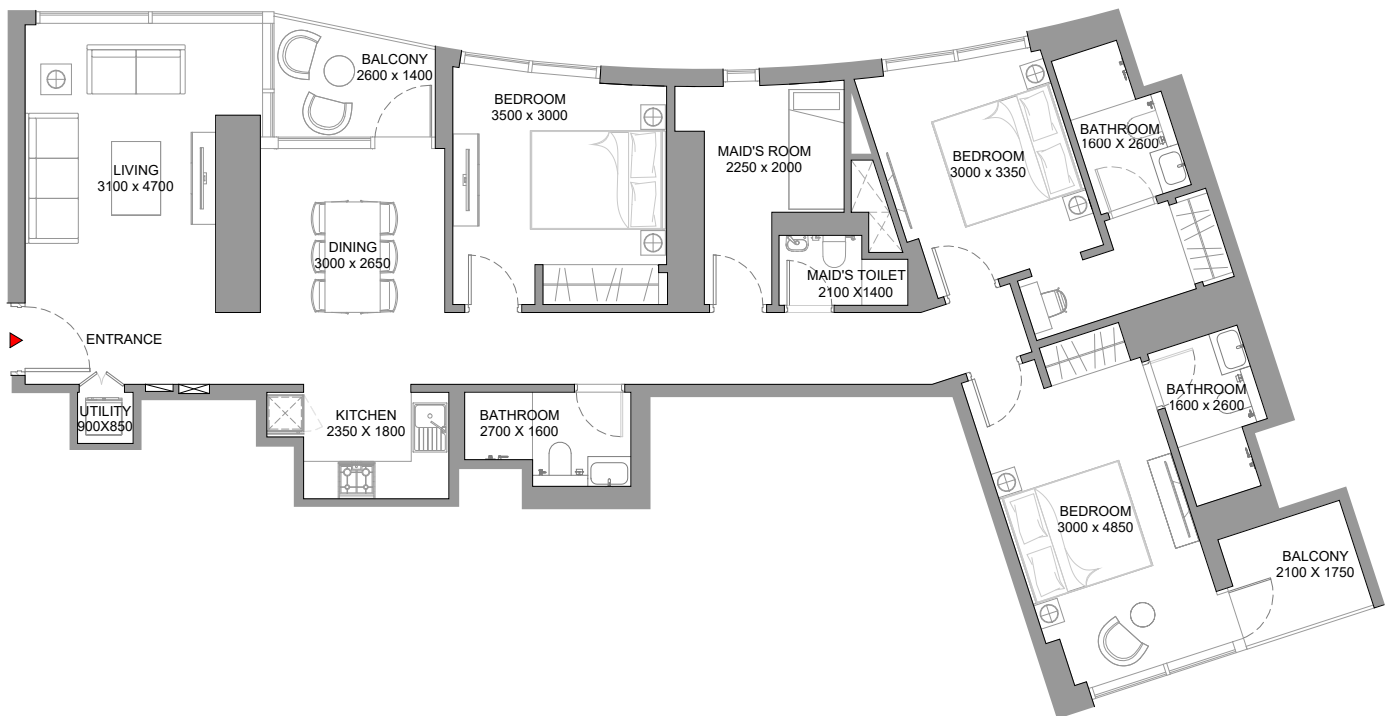 BALCONY
2600 x 1400
BEDROOM
3500 x 3000
LIVING
3100 x 4700
MAID'S ROOM
2250 x 2000
BEDROOM
3000 x 3350
BATHROOM
1600 X 2600
DINING
3000 x 2650
MAID'S TOILET
2100 X1400
ENTRANCE
UTILITY
900X850
KITCHEN
2350 X 1800
BATHROOM
2700 X 1600
BATHROOM
1600 x 2600
BEDROOM
3000 x 4850
BALCONY
2100 X 1750